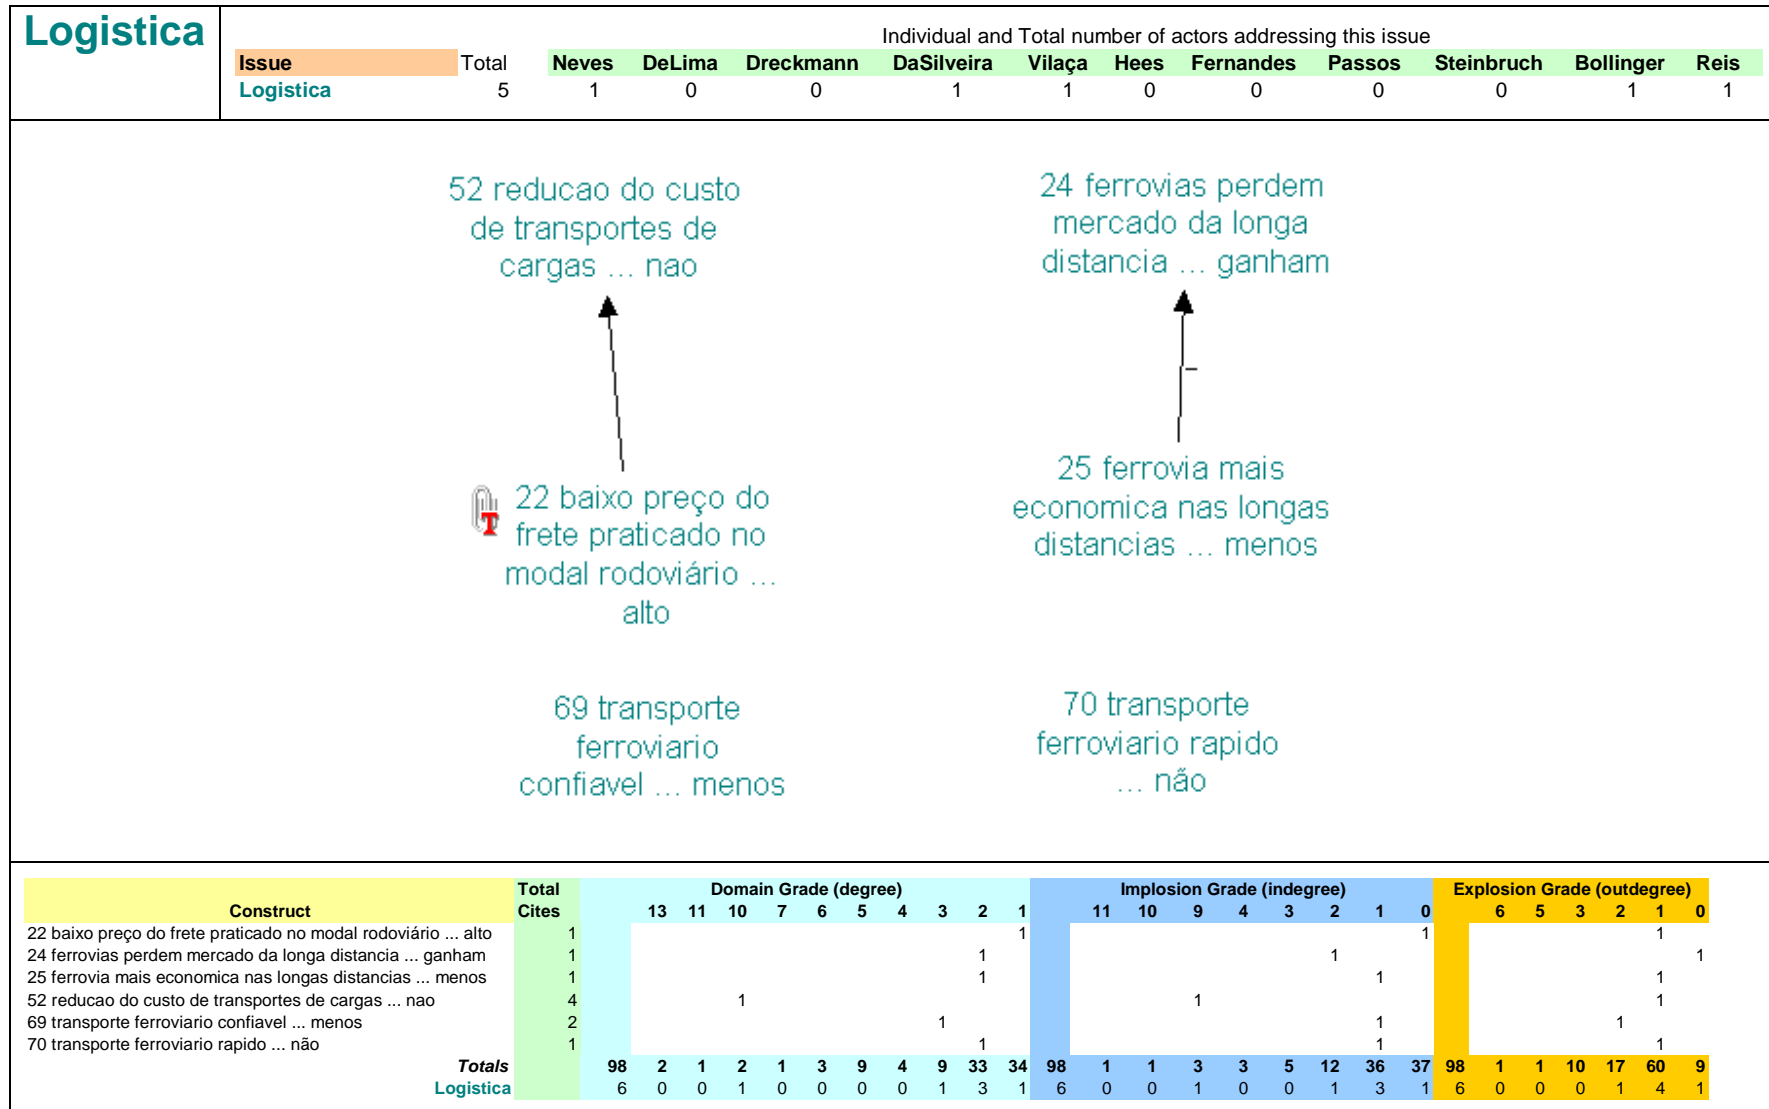 Logistica
Individual and Total number of actors addressing this issue
Issue Total Neves DeLima Dreckmann DaSilveira Vilaça Hees Fernandes Passos Steinbruch Bollinger Reis
Logistica 5 1 0 0 1 1 0 0 0 0 1 1
52 reducao do custo
de transportes de
cargas ... nao
24 ferrovias perdem
mercado da longa
distancia ... ganham
–
22 baixo preço do
frete praticado no
modal rodoviário ...
alto
T
25 ferrovia mais
economica nas longas
distancias ... menos
69 transporte
ferroviario
confiavel ... menos
70 transporte
ferroviario rapido
... não
Total Domain Grade (degree) Implosion Grade (indegree) Explosion Grade (outdegree)
Construct Cites 13 11 10 7 6 5 4 3 2 1 11 10 9 4 3 2 1 0 6 5 3 2 1 0
22 baixo preço do frete praticado no modal rodoviário ... alto 1 1 1 1
24 ferrovias perdem mercado da longa distancia ... ganham 1 1 1 1
25 ferrovia mais economica nas longas distancias ... menos 1 1 1 1
52 reducao do custo de transportes de cargas ... nao 4 1 1 1
69 transporte ferroviario confiavel ... menos 2 1 1 1
70 transporte ferroviario rapido ... não 1 1 1 1
Totals 98 2 1 2 1 3 9 4 9 33 34 98 1 1 3 3 5 12 36 37 98 1 1 10 17 60 9
Logistica 6 0 0 1 0 0 0 0 1 3 1 6 0 0 1 0 0 1 3 1 6 0 0 0 1 4 1